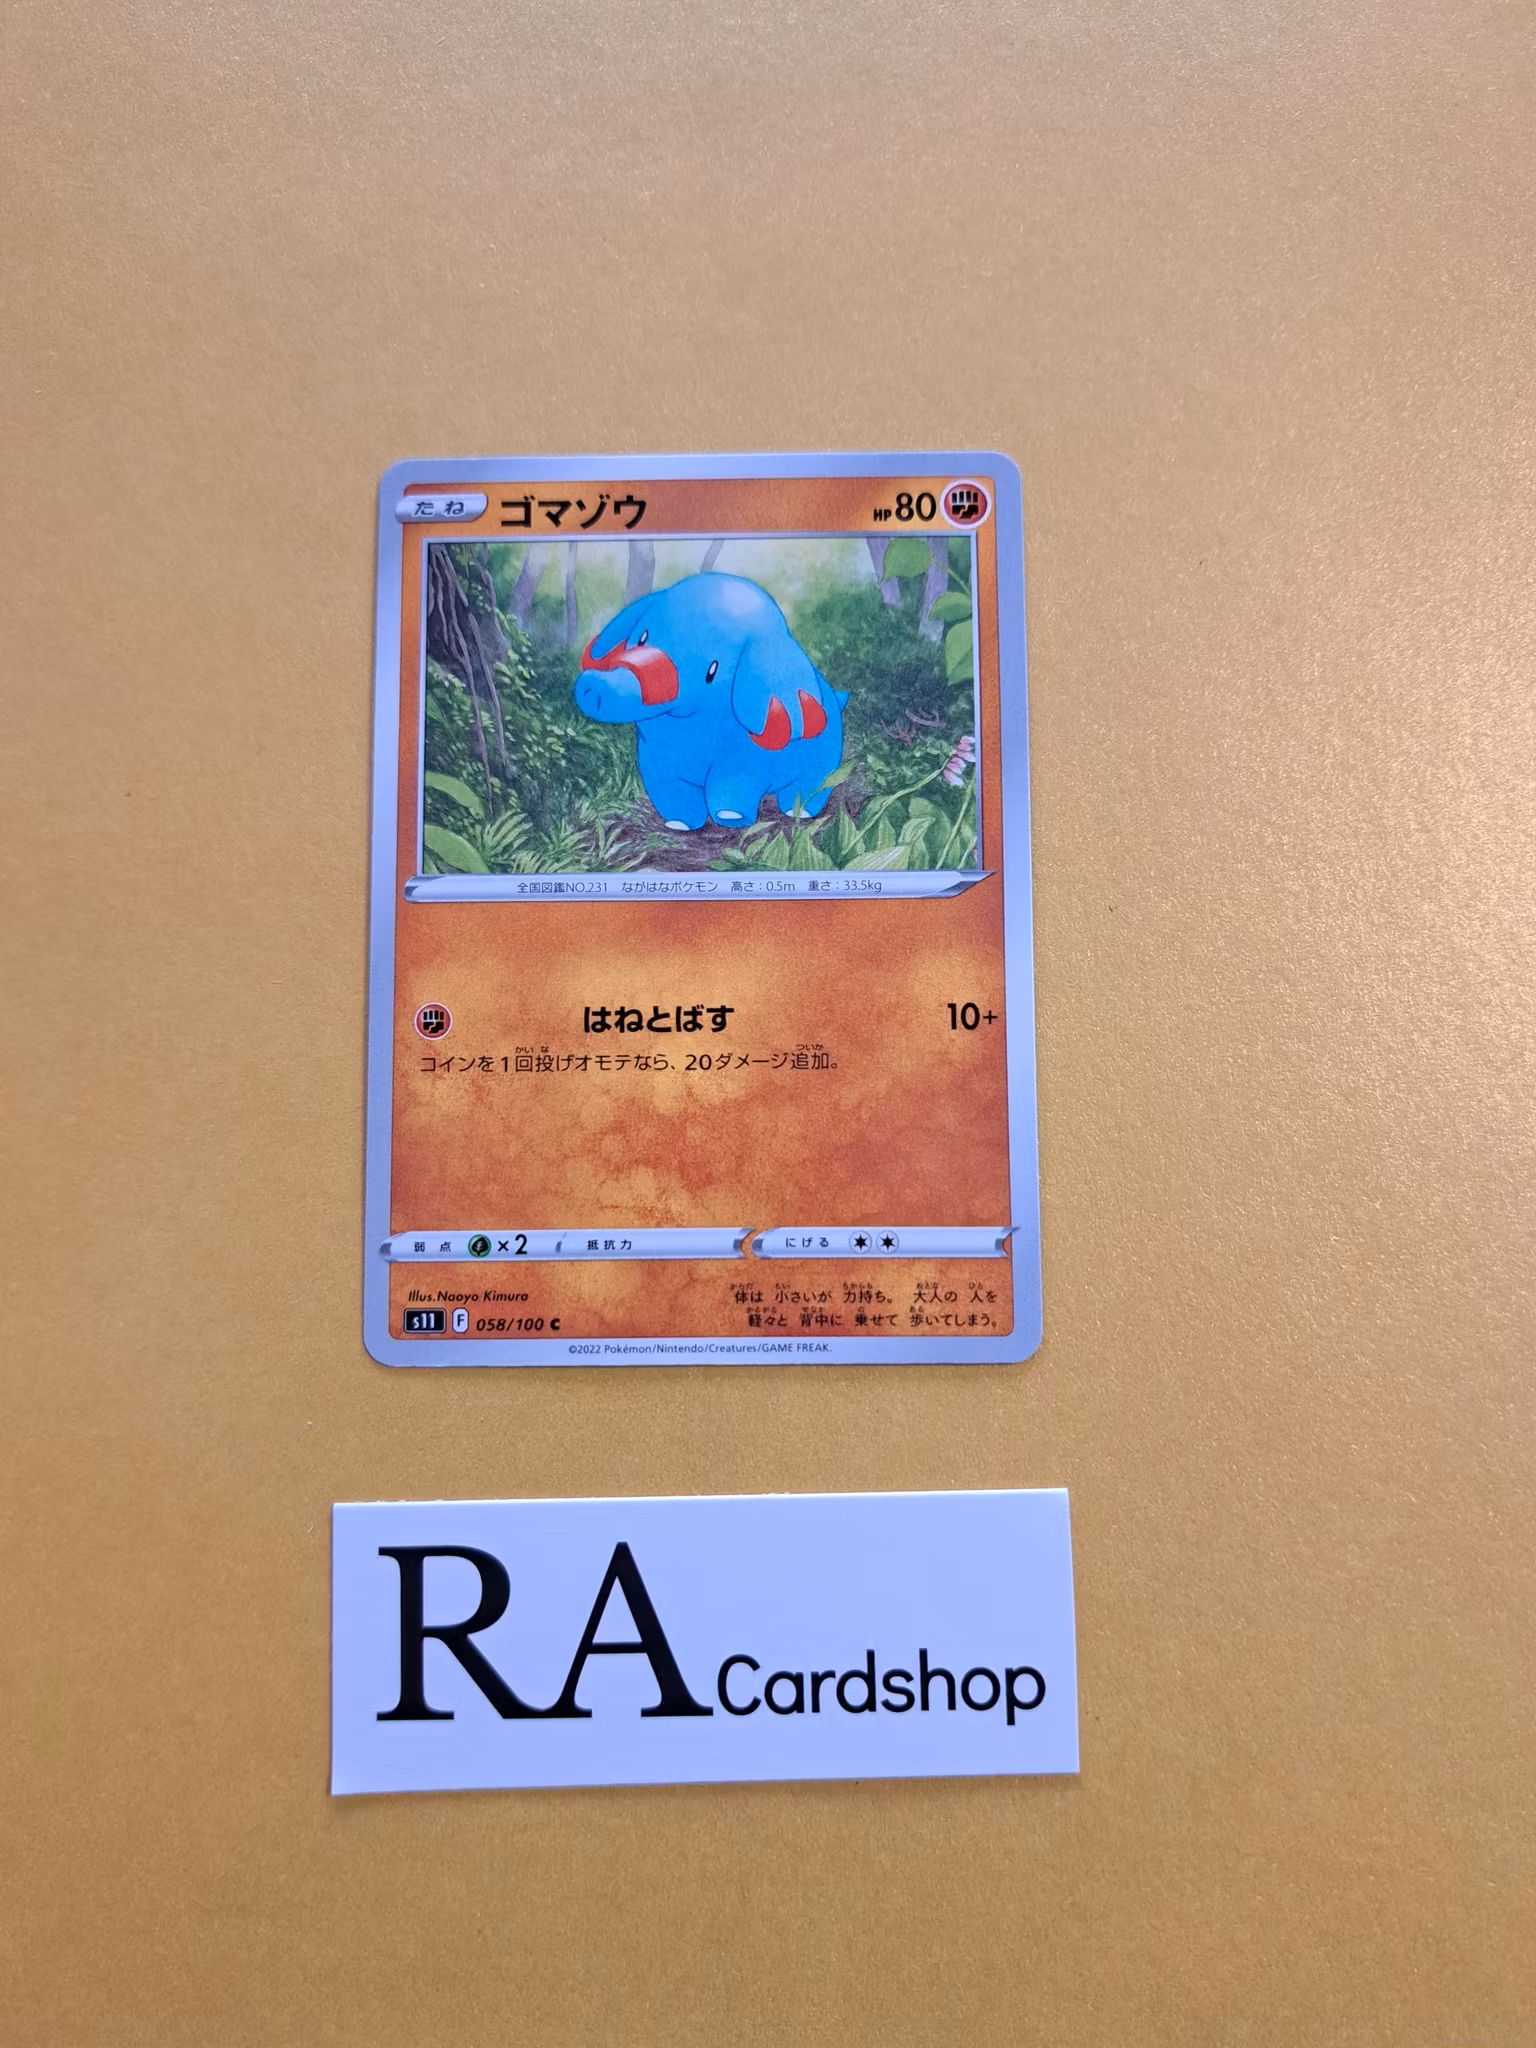 たね ゴマゾウ HP80
全国図鑑NO.231 ながはなポケモン 高さ:0.5m 重さ:33.5kg
はねとばす 10+
コインを1回投げオモテなら、20ダメージ追加。
弱点 ×2 抵抗力 にげる
Illus.Naoyo Kimura
体は 小さいが 力持ち。 大人の 人を
軽々と 背中に 乗せて 歩いてしまう。
s11 F 058/100 C
©2022 Pokémon/Nintendo/Creatures/GAME FREAK.
RA Cardshop